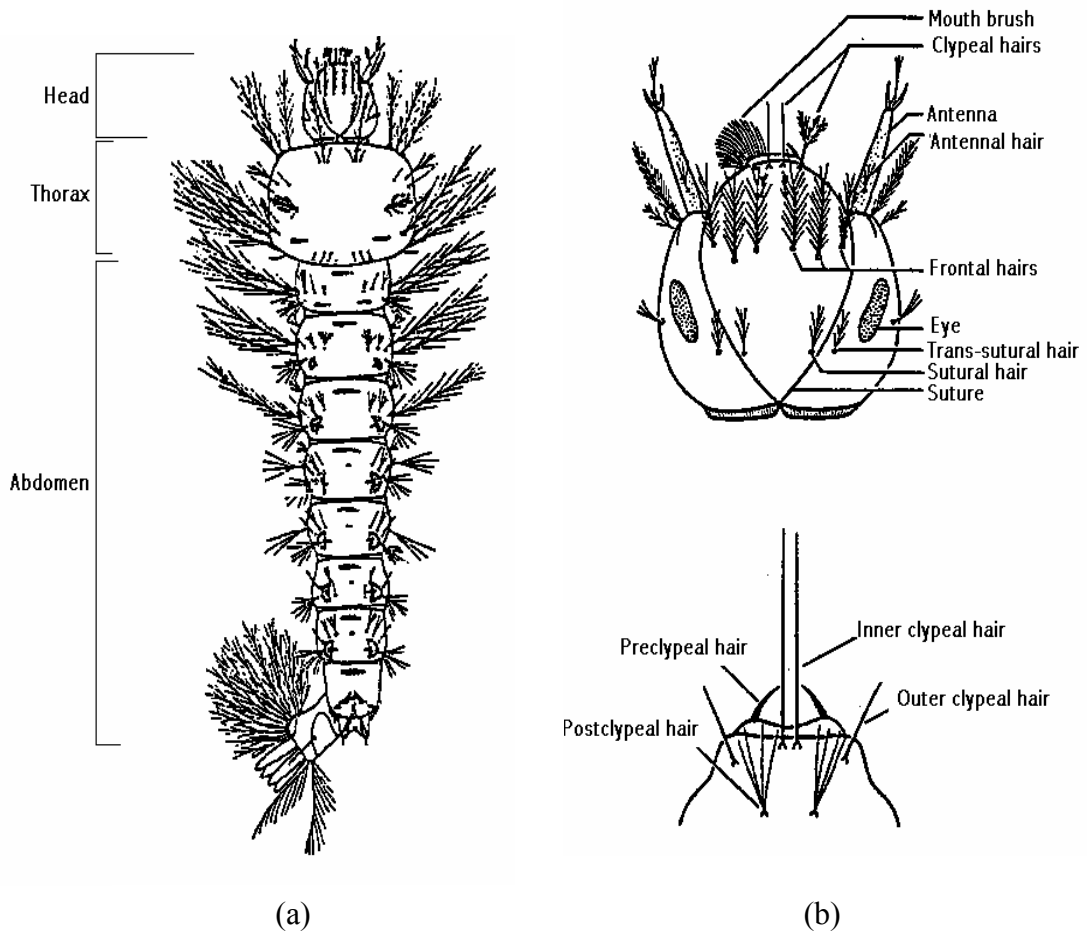 Head
Thorax
Abdomen
Mouth brush
Clypeal hairs
Antenna
Antennal hair
Frontal hairs
Eye
Trans-sutural hair
Sutural hair
Suture
Inner clypeal hair
Preclypeal hair
Outer clypeal hair
Postclypeal hair
(a)
(b)